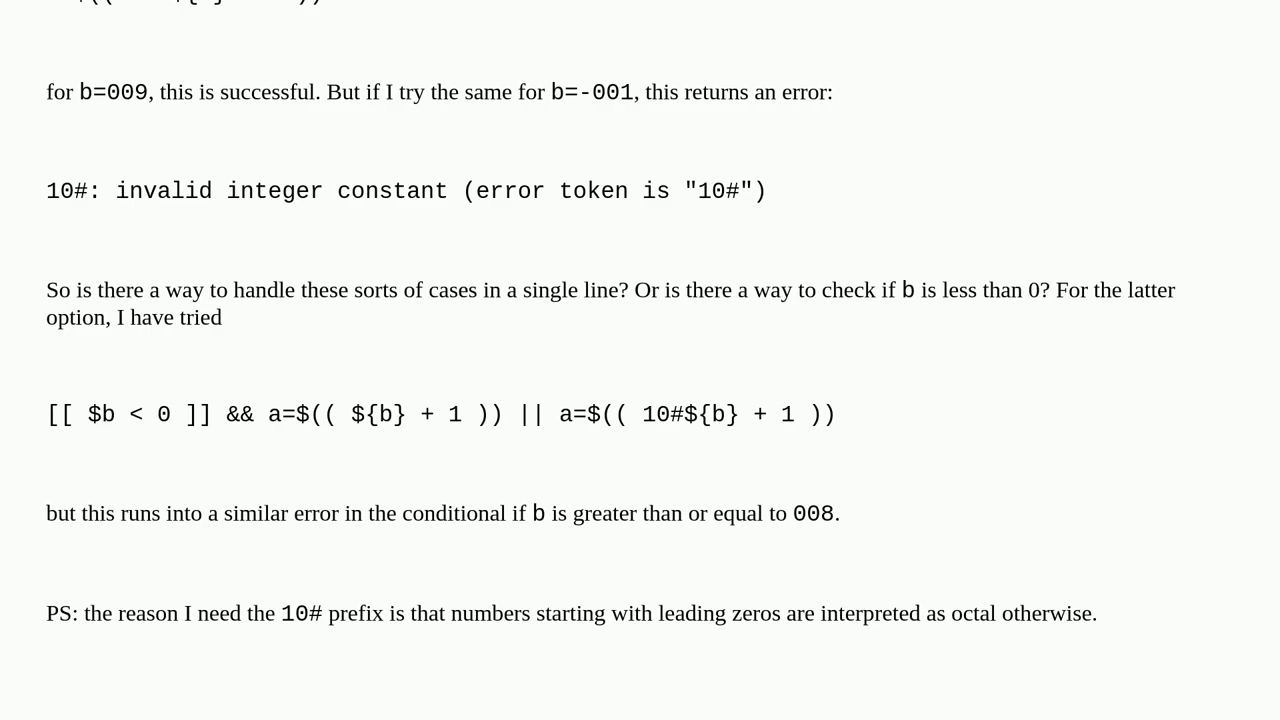 for b=009, this is successful. But if I try the same for b=-001, this returns an error:
10#: invalid integer constant (error token is "10#")
So is there a way to handle these sorts of cases in a single line? Or is there a way to check if b is less than 0? For the latter
option, I have tried
[[ $b < 0 ]] && a=$(( ${b} + 1 )) || a=$(( 10#${b} + 1 ))
but this runs into a similar error in the conditional if b is greater than or equal to 008.
PS: the reason I need the 10# prefix is that numbers starting with leading zeros are interpreted as octal otherwise.